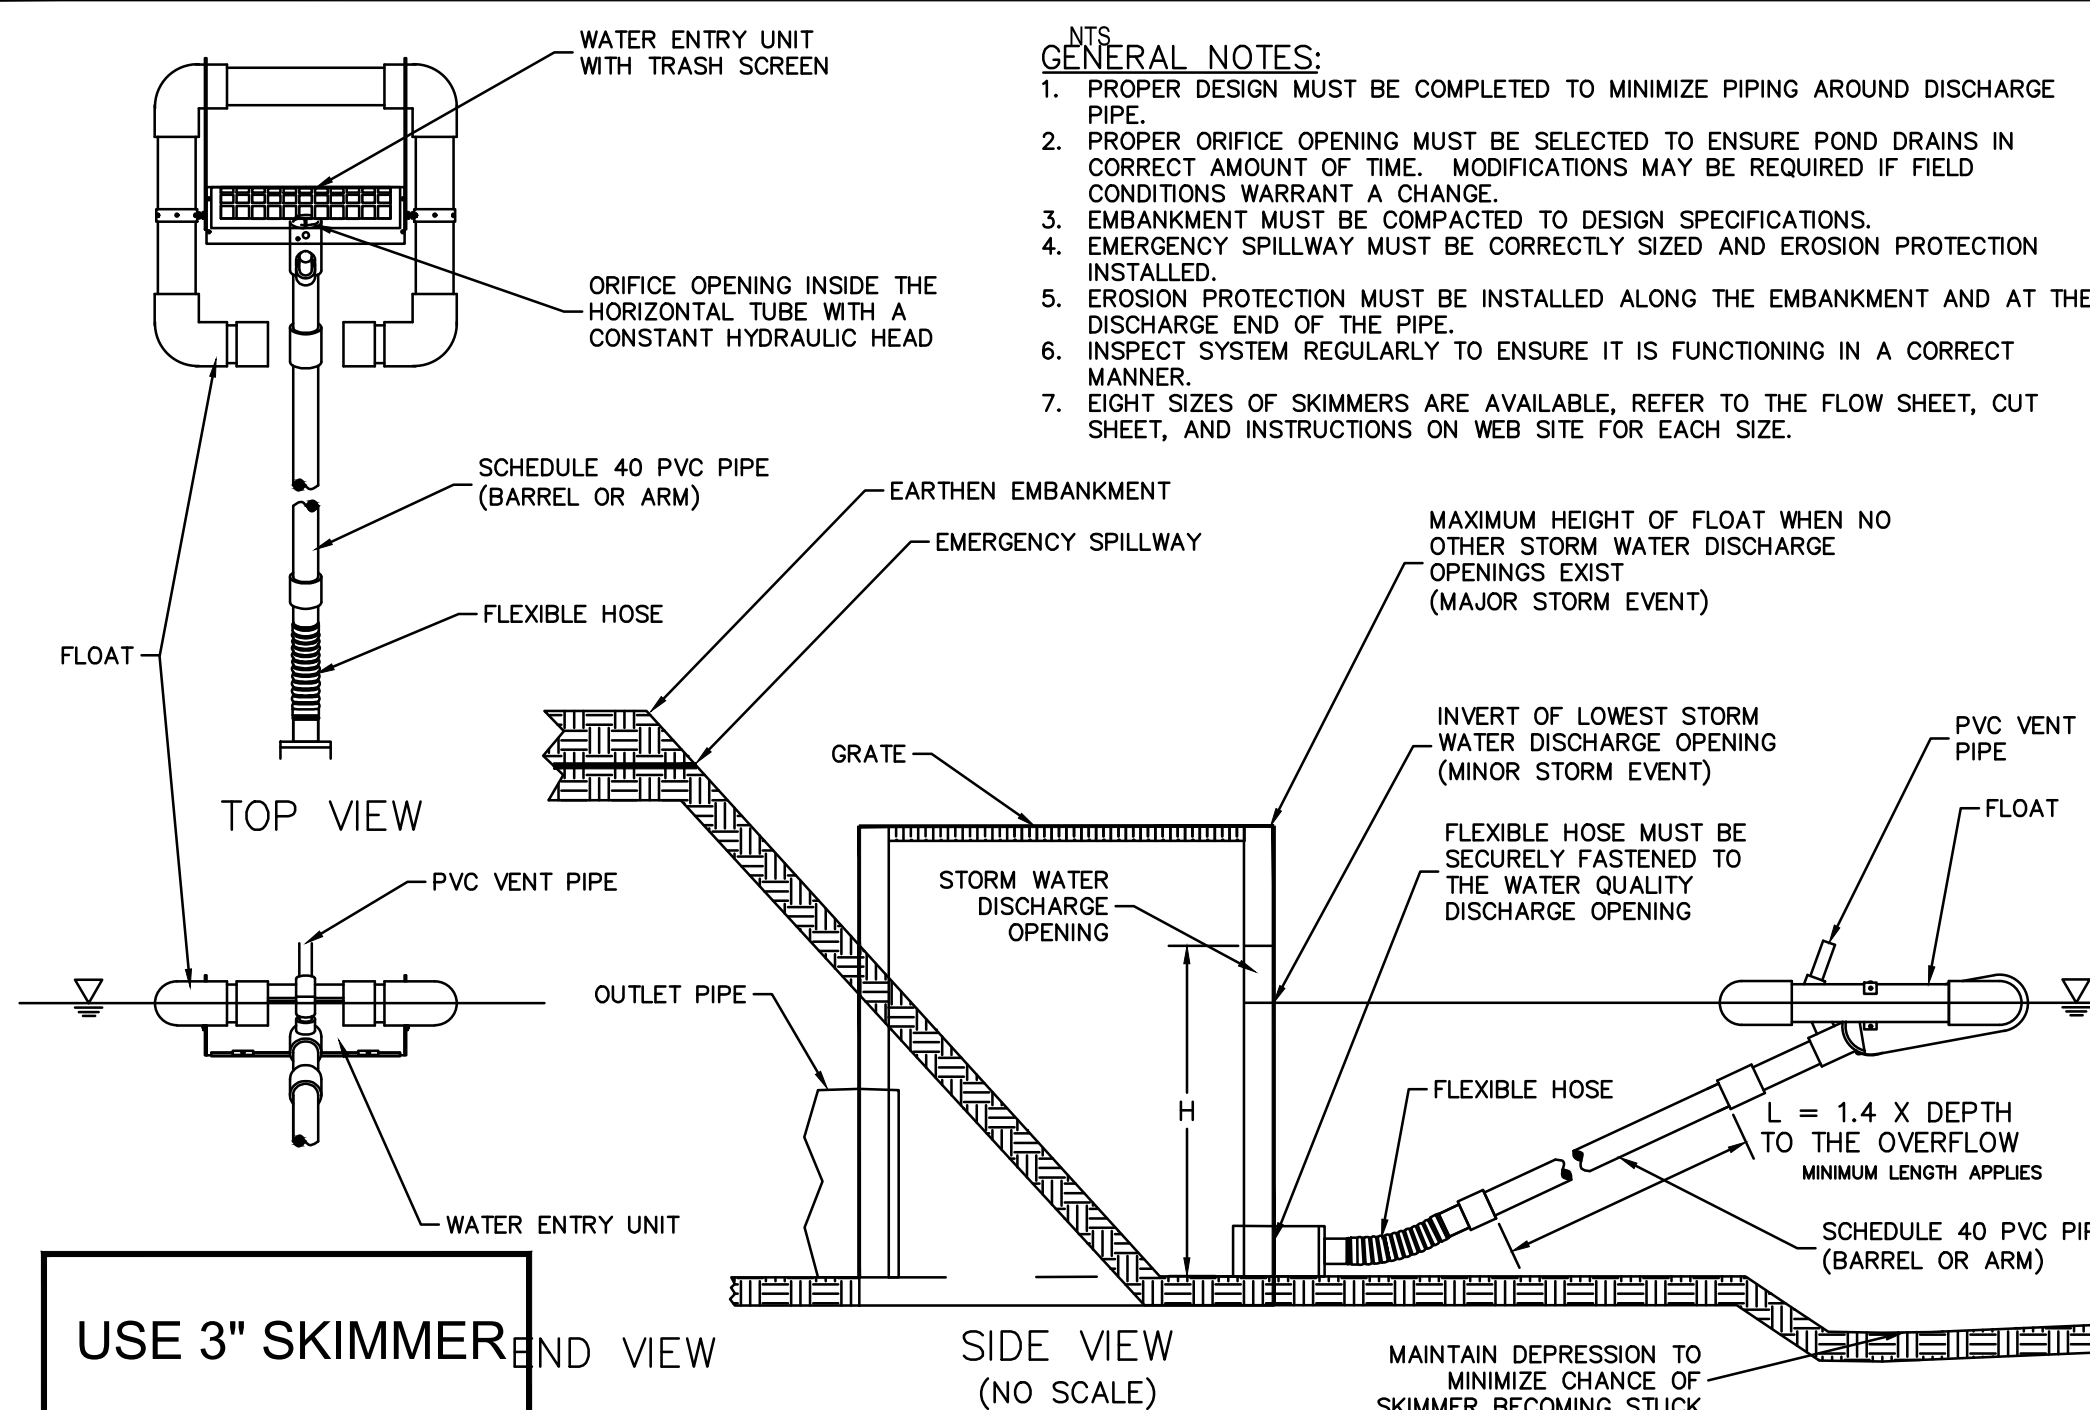 WATER ENTRY UNIT
WITH TRASH SCREEN
NTS
GENERAL NOTES:
1. PROPER DESIGN MUST BE COMPLETED TO MINIMIZE PIPING AROUND DISCHARGE
PIPE.
2. PROPER ORIFICE OPENING MUST BE SELECTED TO ENSURE POND DRAINS IN
CORRECT AMOUNT OF TIME. MODIFICATIONS MAY BE REQUIRED IF FIELD
CONDITIONS WARRANT A CHANGE.
3. EMBANKMENT MUST BE COMPACTED TO DESIGN SPECIFICATIONS.
4. EMERGENCY SPILLWAY MUST BE CORRECTLY SIZED AND EROSION PROTECTION
INSTALLED.
5. EROSION PROTECTION MUST BE INSTALLED ALONG THE EMBANKMENT AND AT THE
DISCHARGE END OF THE PIPE.
6. INSPECT SYSTEM REGULARLY TO ENSURE IT IS FUNCTIONING IN A CORRECT
MANNER.
7. EIGHT SIZES OF SKIMMERS ARE AVAILABLE, REFER TO THE FLOW SHEET, CUT
SHEET, AND INSTRUCTIONS ON WEB SITE FOR EACH SIZE.
ORIFICE OPENING INSIDE THE
HORIZONTAL TUBE WITH A
CONSTANT HYDRAULIC HEAD
SCHEDULE 40 PVC PIPE
(BARREL OR ARM)
FLEXIBLE HOSE
FLOAT
TOP VIEW
EARTHEN EMBANKMENT
EMERGENCY SPILLWAY
MAXIMUM HEIGHT OF FLOAT WHEN NO
OTHER STORM WATER DISCHARGE
OPENINGS EXIST
(MAJOR STORM EVENT)
INVERT OF LOWEST STORM
WATER DISCHARGE OPENING
(MINOR STORM EVENT)
PVC VENT
PIPE
FLOAT
GRATE
FLEXIBLE HOSE MUST BE
SECURELY FASTENED TO
THE WATER QUALITY
DISCHARGE OPENING
STORM WATER
DISCHARGE
OPENING
PVC VENT PIPE
OUTLET PIPE
H
FLEXIBLE HOSE
L = 1.4 X DEPTH
TO THE OVERFLOW
MINIMUM LENGTH APPLIES
WATER ENTRY UNIT
SCHEDULE 40 PVC
(BARREL OR ARM)
USE 3" SKIMMER
END VIEW
SIDE VIEW
(NO SCALE)
MAINTAIN DEPRESSION TO
MINIMIZE CHANCE OF
SKIMMER BECOMING STUCK